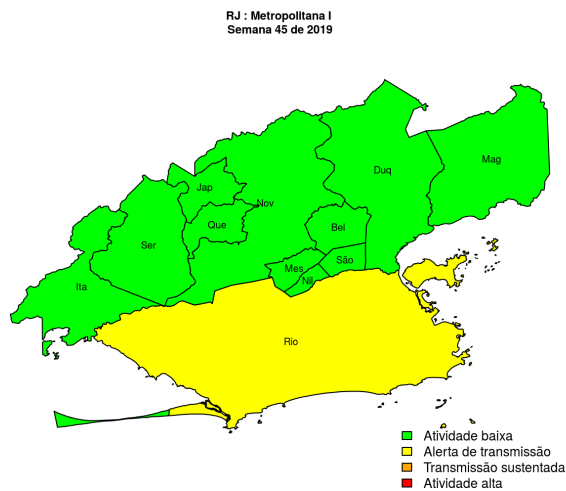 RJ : Metropolitana I
Semana 45 de 2019
Mag
Duq
Jap
Nov
Que
Bel
Ser
São
Mes
Nil
Ita
Rio
Atividade baixa
Alerta de transmissão
Transmissão sustentada
Atividade alta